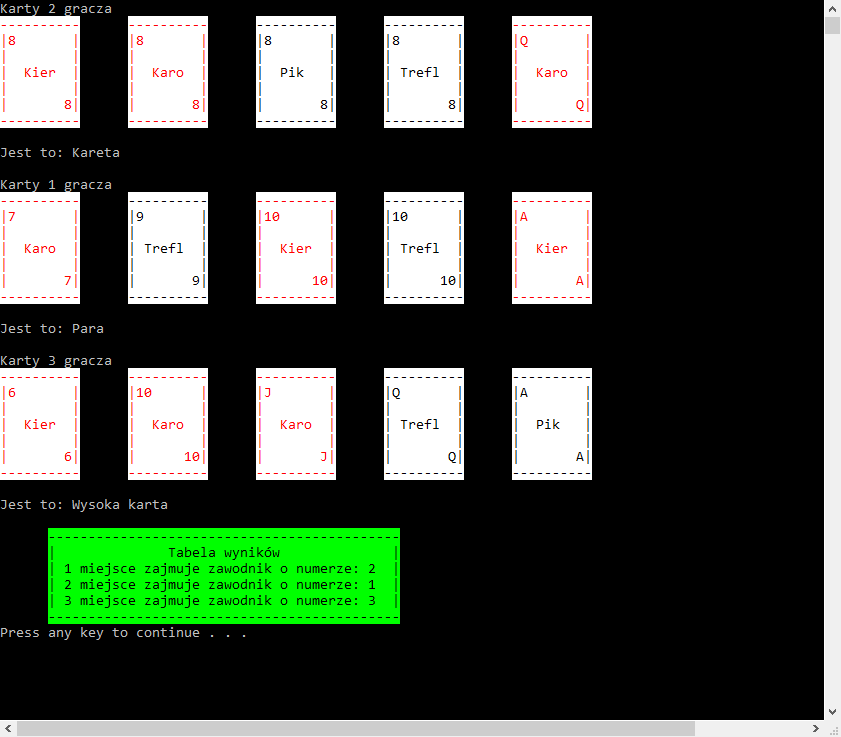 Karty 2 gracza
8 8 8 8 Q
Kier Karo Pik Trefl Karo
8 8 8 8 Q
Jest to: Kareta
Karty 1 gracza
7 9 10 10 A
Karo Trefl Kier Trefl Kier
7 9 10 10 A
Jest to: Para
Karty 3 gracza
6 10 J Q A
Kier Karo Karo Trefl Pik
6 10 J Q A
Jest to: Wysoka karta
Tabela wyników
1 miejsce zajmuje zawodnik o numerze: 2
2 miejsce zajmuje zawodnik o numerze: 1
3 miejsce zajmuje zawodnik o numerze: 3
Press any key to continue . . .